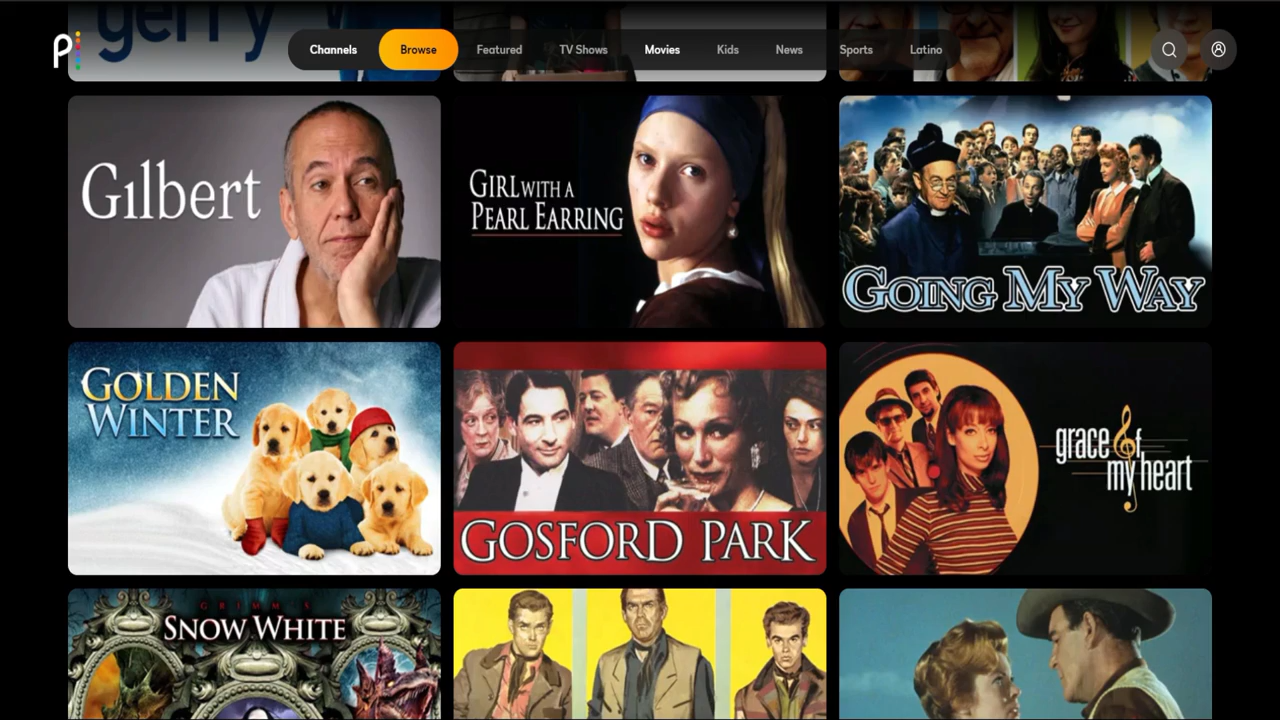 gerry
P
Channels Browse Featured TV Shows Movies Kids News Sports Latino
Gilbert
GIRL WITH A
PEARL EARRING
GOING MY WAY
GOLDEN
WINTER
GOSFORD PARK
grace of
my heart
GRIMM'S
SNOW WHITE